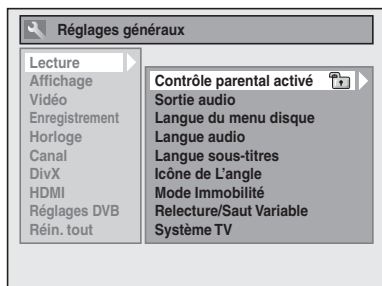 Réglages généraux
Lecture
Affichage
Vidéo
Enregistrement
Horloge
Canal
DivX
HDMI
Réglages DVB
Réin. tout
Contrôle parental activé
Sortie audio
Langue du menu disque
Langue audio
Langue sous-titres
Icône de L'angle
Mode Immobilité
Relecture/Saut Variable
Système TV